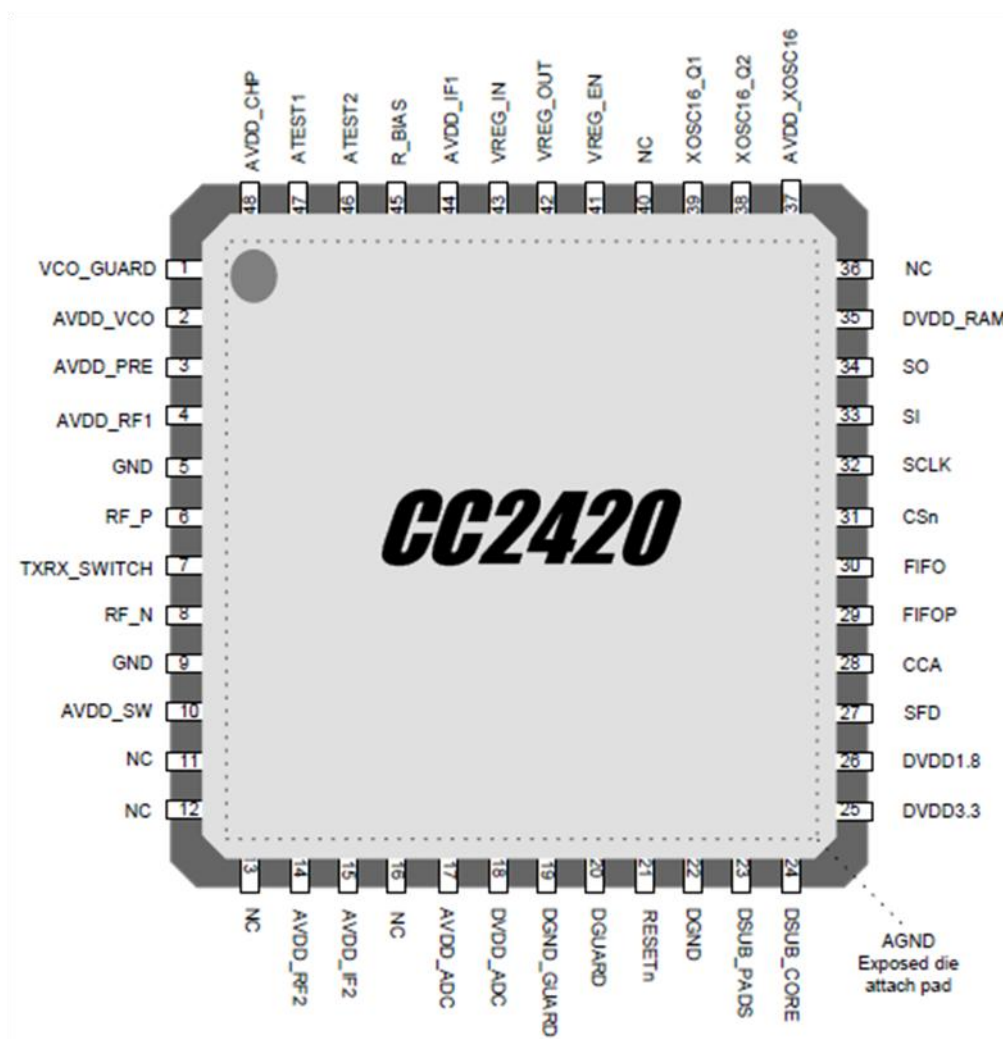 AVDD_CHP
ATEST1
ATEST2
R_BIAS
AVDD_IF1
VREG_IN
VREG_OUT
VREG_EN
NC
XOSC16_Q1
XOSC16_Q2
AVDD_XOSC16
48
47
46
45
44
43
42
41
40
39
38
37
VCO_GUARD 1
AVDD_VCO 2
AVDD_PRE 3
AVDD_RF1 4
GND 5
RF_P 6
TXRX_SWITCH 7
RF_N 8
GND 9
AVDD_SW 10
NC 11
NC 12
CC2420
36 NC
35 DVDD_RAM
34 SO
33 SI
32 SCLK
31 CSn
30 FIFO
29 FIFOP
28 CCA
27 SFD
26 DVDD1.8
25 DVDD3.3
13
14
15
16
17
18
19
20
21
22
23
24
NC
AVDD_RF2
AVDD_IF2
NC
AVDD_ADC
DVDD_ADC
DGND_GUARD
DGUARD
RESETn
DGND
DSUB_PADS
DSUB_CORE
AGND
Exposed die
attach pad